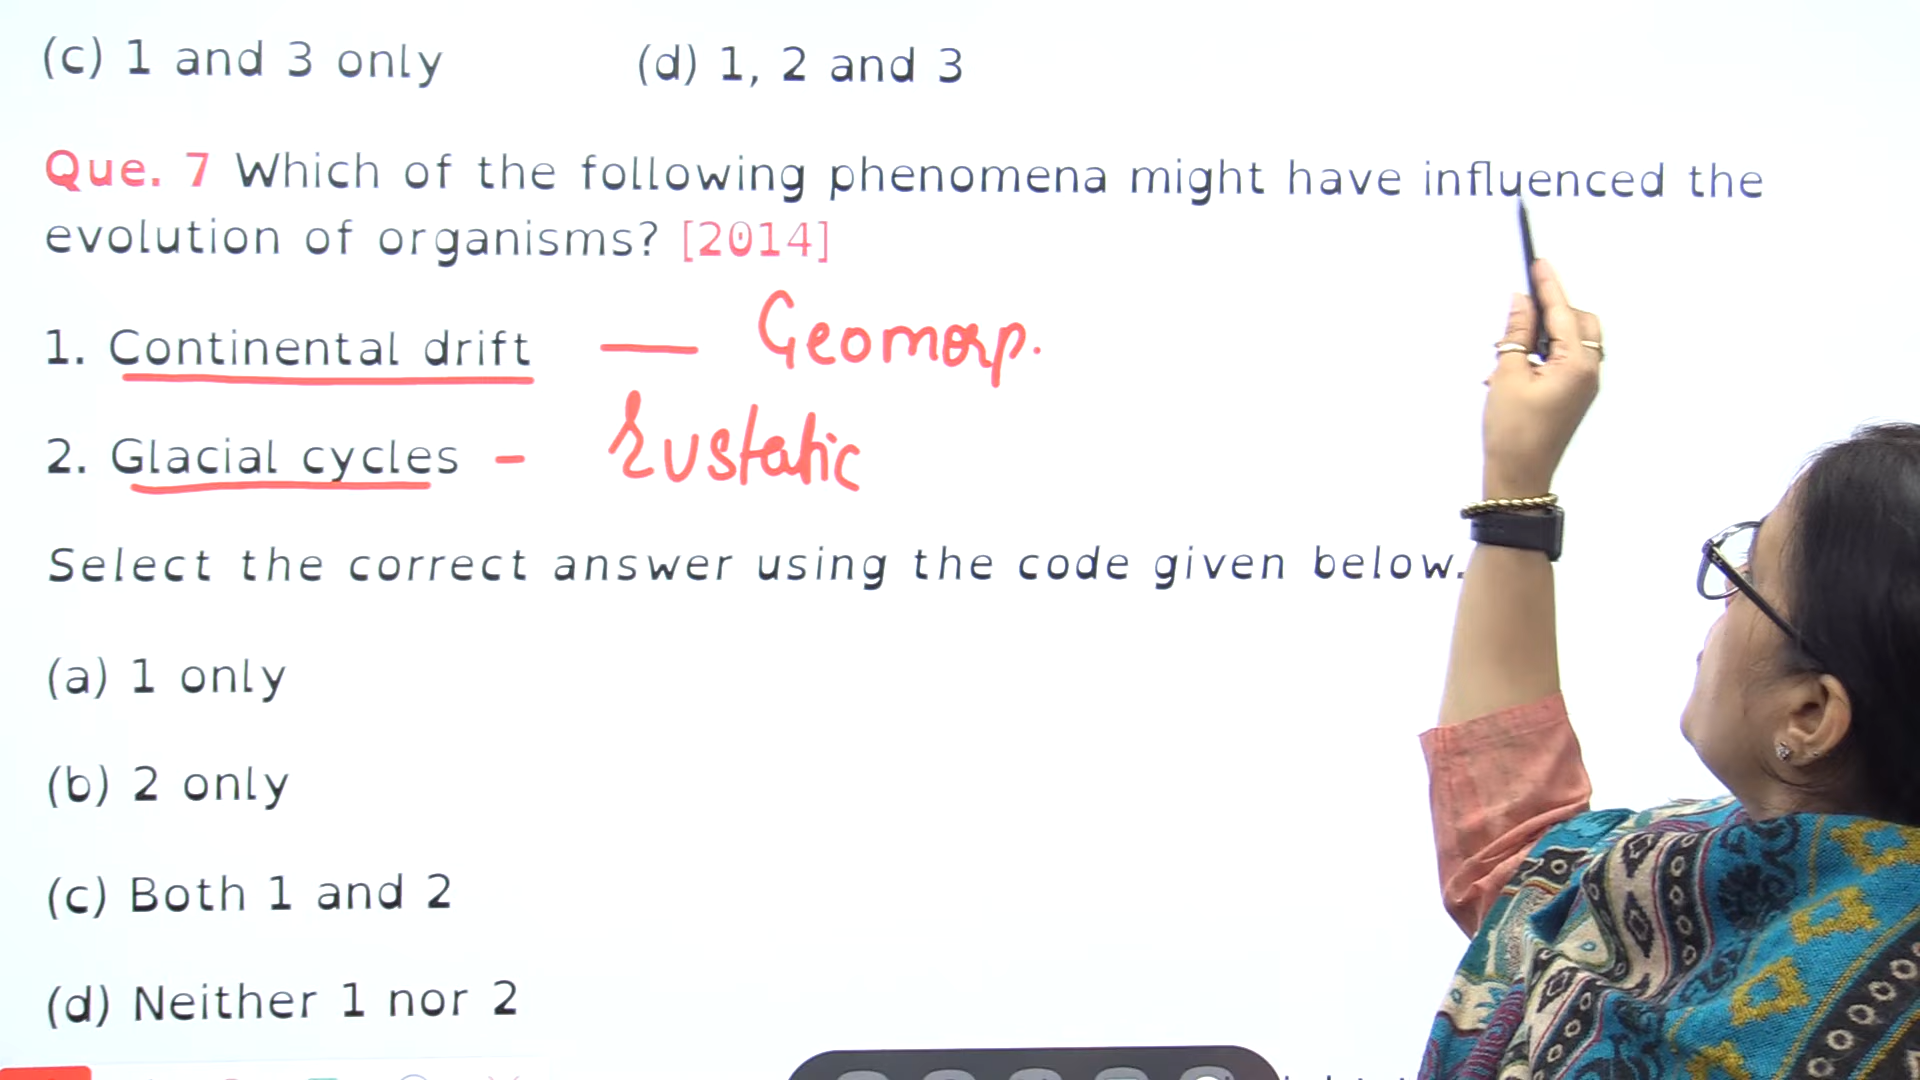 (c) 1 and 3 only (d) 1, 2 and 3
Que. 7 Which of the following phenomena might have influenced the
evolution of organisms? [2014]
1. Continental drift — Geomorp.
2. Glacial cycles - Eustatic
Select the correct answer using the code given below.
(a) 1 only
(b) 2 only
(c) Both 1 and 2
(d) Neither 1 nor 2